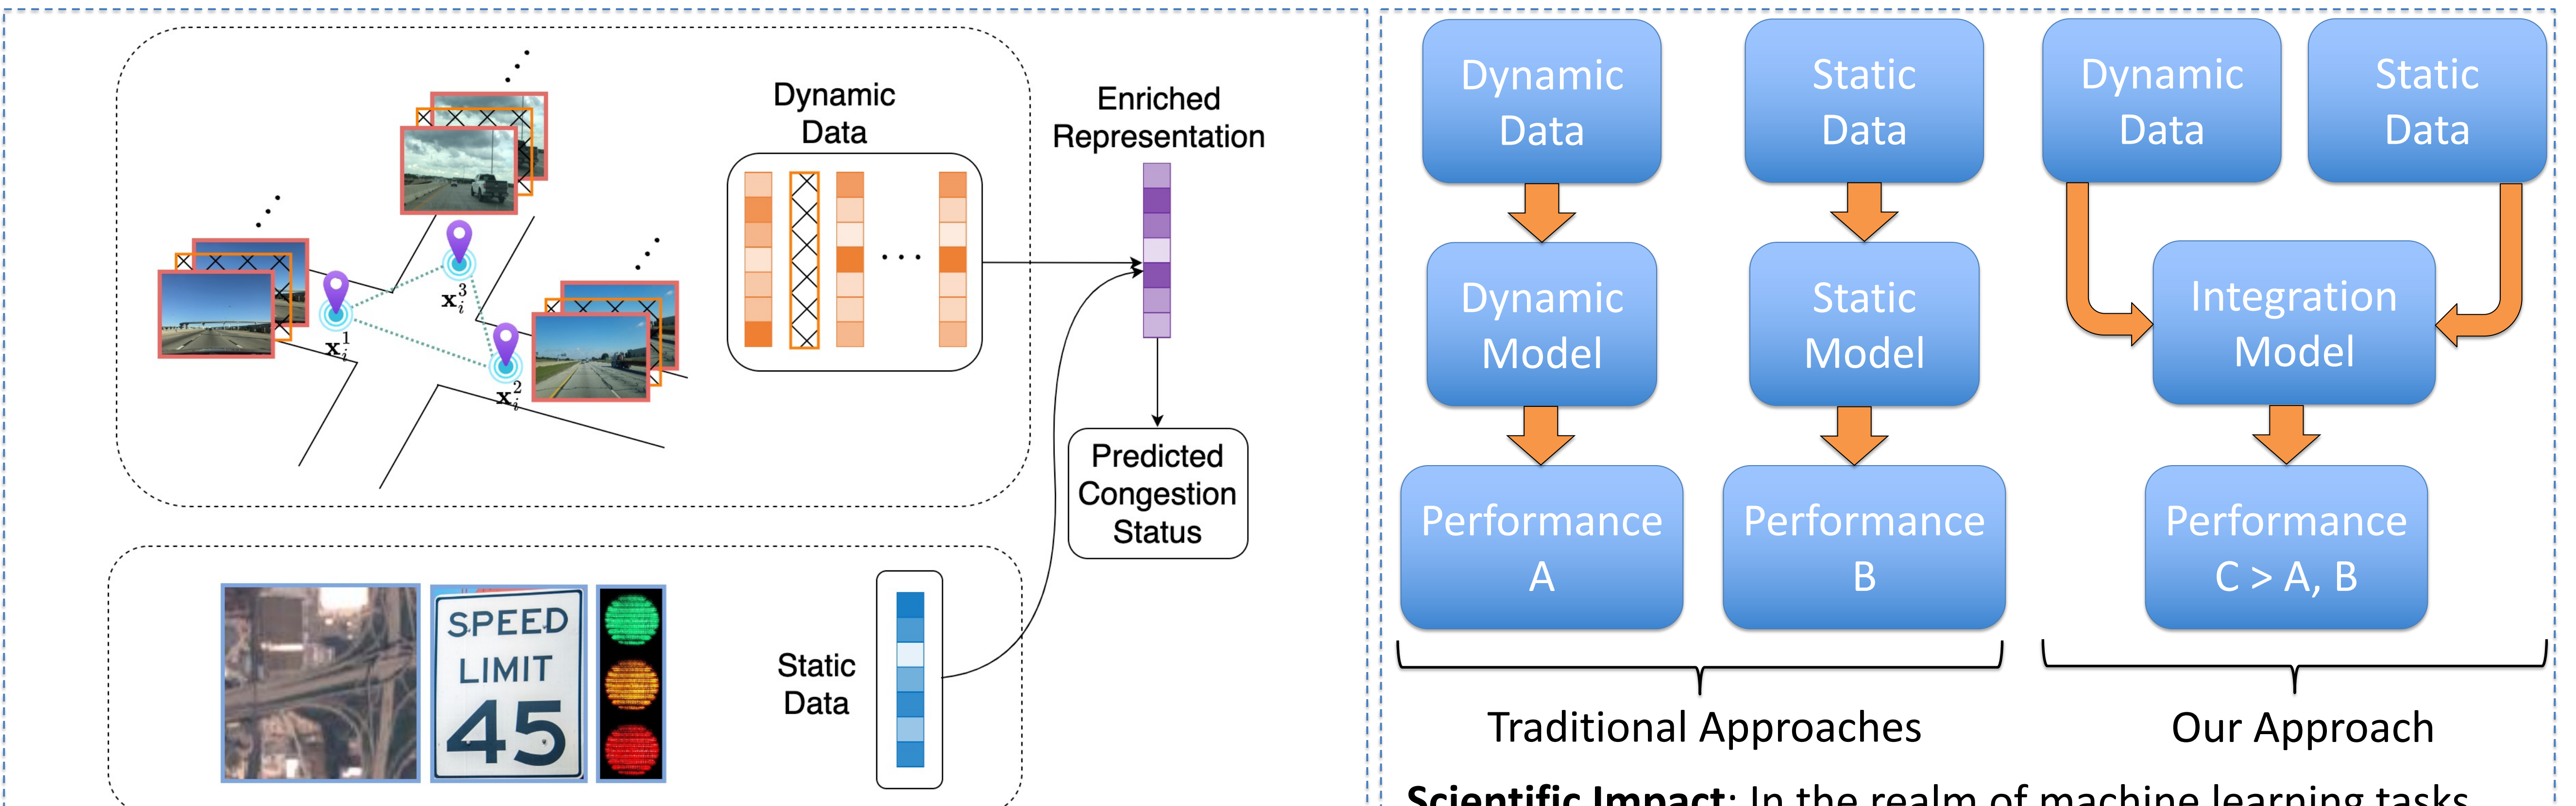 Dynamic
Data
Enriched
Representation
x_i^1
x_i^3
x_i^2
Predicted
Congestion
Status
SPEED
LIMIT
45
Static
Data
Dynamic
Data
Static
Data
Dynamic
Data
Static
Data
Dynamic
Model
Static
Model
Integration
Model
Performance
A
Performance
B
Performance
C > A, B
Traditional Approaches
Our Approach
Scientific Impact: In the realm of machine learning tasks